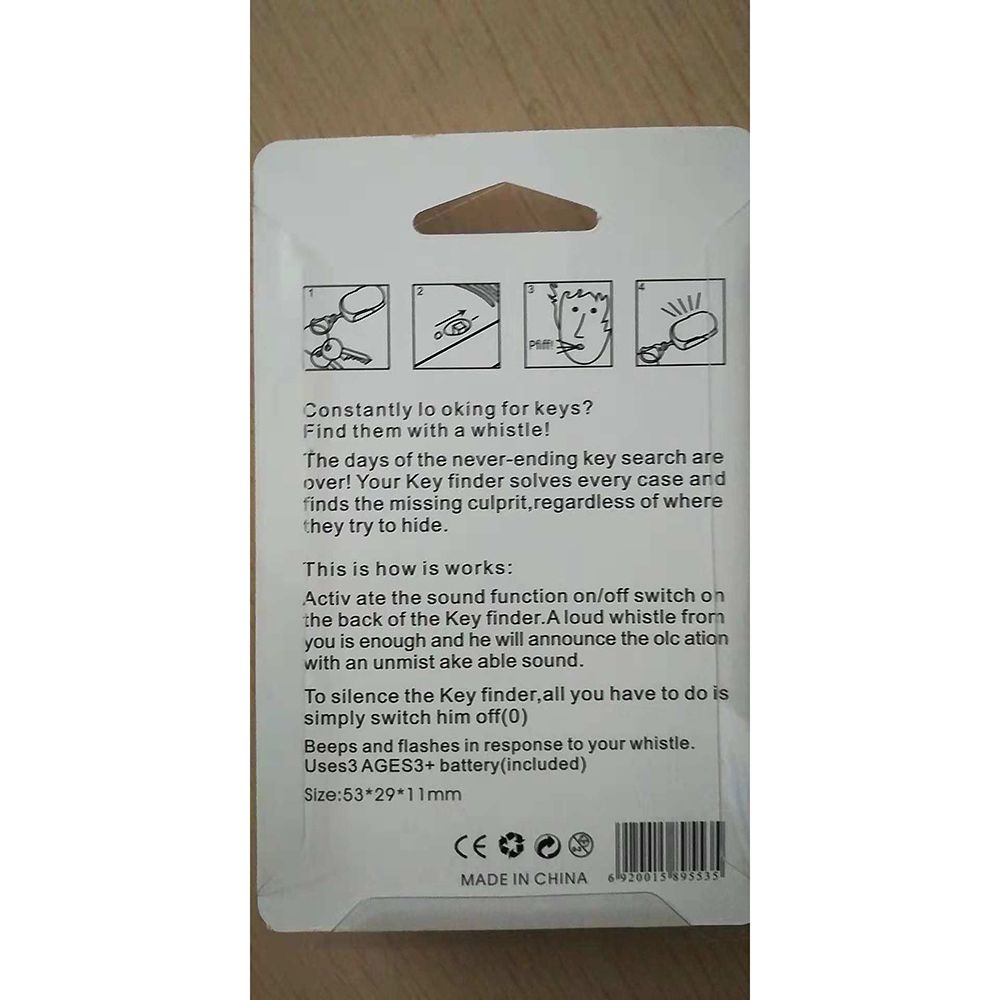 1 2 3 4
Pfiff!
Constantly lo oking for keys?
Find them with a whistle!
The days of the never-ending key search are
over! Your Key finder solves every case and
finds the missing culprit,regardless of where
they try to hide.
This is how is works:
Activ ate the sound function on/off switch on
the back of the Key finder.A loud whistle from
you is enough and he will announce the olc ation
with an unmist ake able sound.
To silence the Key finder,all you have to do is
simply switch him off(0)
Beeps and flashes in response to your whistle.
Uses3 AGES3+ battery(included)
Size:53*29*11mm
CE 0-3
MADE IN CHINA
6 920015 895535